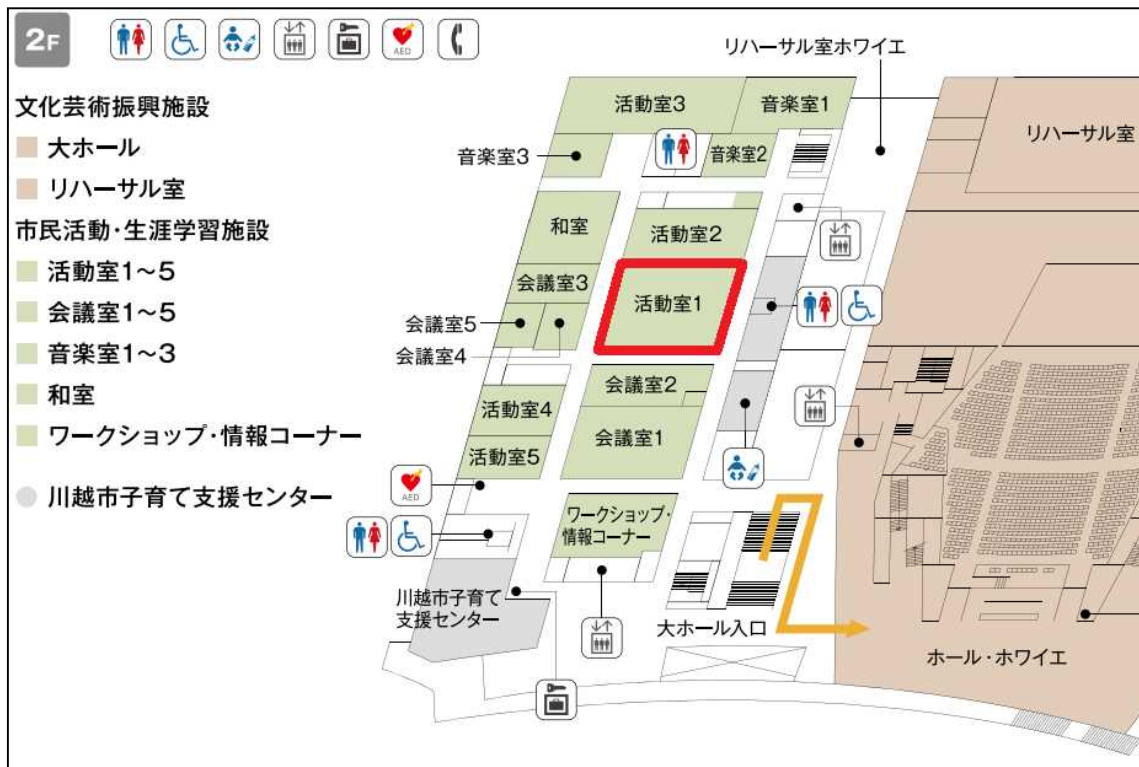 2F
AED
文化芸術振興施設
大ホール
リハーサル室
市民活動・生涯学習施設
活動室1～5
会議室1～5
音楽室1～3
和室
ワークショップ・情報コーナー
川越市子育て支援センター
リハーサル室ホワイエ
活動室3
音楽室1
リハーサル室
音楽室3
音楽室2
和室
活動室2
会議室3
活動室1
会議室5
会議室4
会議室2
活動室4
会議室1
活動室5
AED
ワークショップ・
情報コーナー
川越市子育て
支援センター
大ホール入口
ホール・ホワイエ